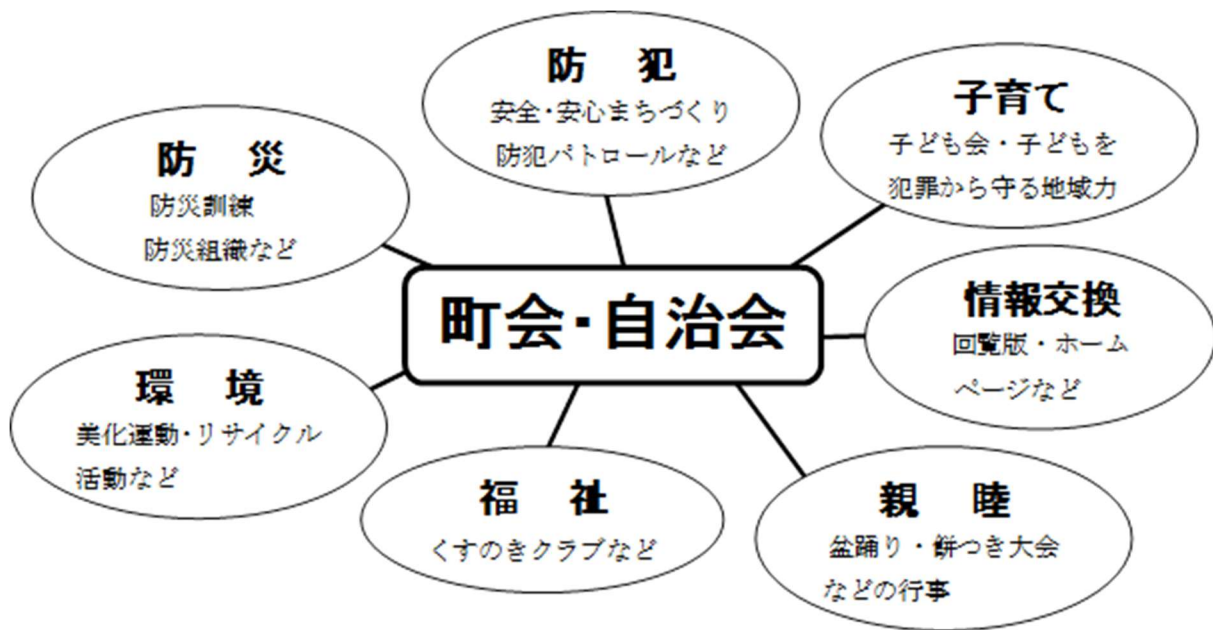 防　犯
安全・安心まちづくり
防犯パトロールなど
子育て
子ども会・子どもを
犯罪から守る地域力
防　災
防災訓練
防災組織など
町会・自治会
情報交換
回覧版・ホーム
ページなど
環　境
美化運動・リサイクル
活動など
福　祉
くすのきクラブなど
親　睦
盆踊り・餅つき大会
などの行事